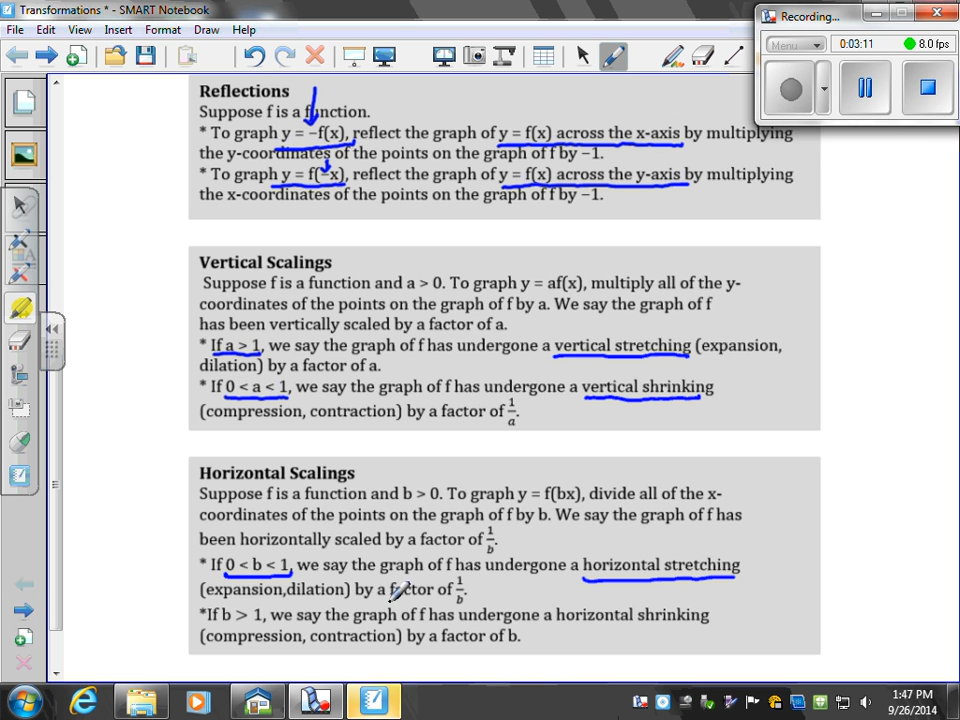 Transformations * - SMART Notebook
File Edit View Insert Format Draw Help
Recording...
Menu 0:03:11 8.0 fps
Reflections
Suppose f is a function.
* To graph y = −f(x), reflect the graph of y = f(x) across the x-axis by multiplying
the y-coordinates of the points on the graph of f by −1.
* To graph y = f(−x), reflect the graph of y = f(x) across the y-axis by multiplying
the x-coordinates of the points on the graph of f by −1.
Vertical Scalings
Suppose f is a function and a > 0. To graph y = af(x), multiply all of the y-
coordinates of the points on the graph of f by a. We say the graph of f
has been vertically scaled by a factor of a.
* If a > 1, we say the graph of f has undergone a vertical stretching (expansion,
dilation) by a factor of a.
* If 0 < a < 1, we say the graph of f has undergone a vertical shrinking
(compression, contraction) by a factor of 1/a.
Horizontal Scalings
Suppose f is a function and b > 0. To graph y = f(bx), divide all of the x-
coordinates of the points on the graph of f by b. We say the graph of f has
been horizontally scaled by a factor of 1/b.
* If 0 < b < 1, we say the graph of f has undergone a horizontal stretching
(expansion,dilation) by a factor of 1/b.
*If b > 1, we say the graph of f has undergone a horizontal shrinking
(compression, contraction) by a factor of b.
1:47 PM
9/26/2014